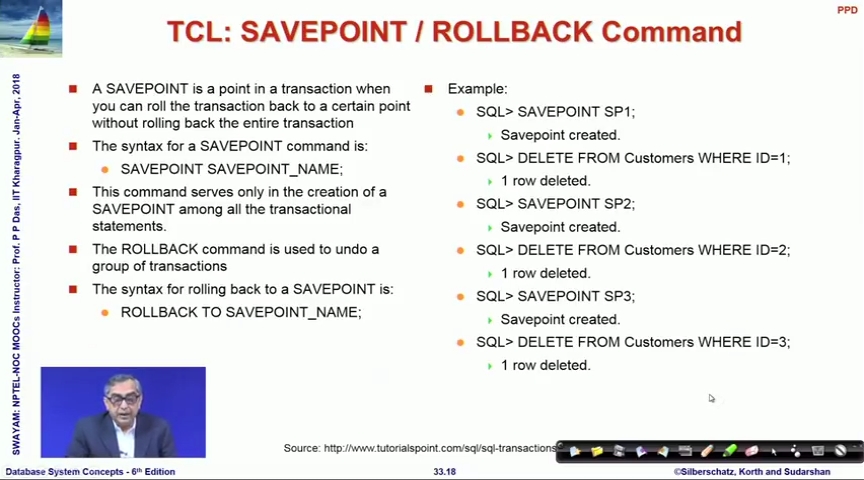 PPD
TCL: SAVEPOINT / ROLLBACK Command
SWAYAM: NPTEL-NOC MOOCs Instructor: Prof. P P Das, IIT Kharagpur. Jan-Apr, 2018
A SAVEPOINT is a point in a transaction when
you can roll the transaction back to a certain point
without rolling back the entire transaction
The syntax for a SAVEPOINT command is:
SAVEPOINT SAVEPOINT_NAME;
This command serves only in the creation of a
SAVEPOINT among all the transactional
statements.
The ROLLBACK command is used to undo a
group of transactions
The syntax for rolling back to a SAVEPOINT is:
ROLLBACK TO SAVEPOINT_NAME;
Example:
SQL> SAVEPOINT SP1;
Savepoint created.
SQL> DELETE FROM Customers WHERE ID=1;
1 row deleted.
SQL> SAVEPOINT SP2;
Savepoint created.
SQL> DELETE FROM Customers WHERE ID=2;
1 row deleted.
SQL> SAVEPOINT SP3;
Savepoint created.
SQL> DELETE FROM Customers WHERE ID=3;
1 row deleted.
Source: http://www.tutorialspoint.com/sql/sql-transactions
Database System Concepts - 6th Edition
33.18
©Silberschatz, Korth and Sudarshan